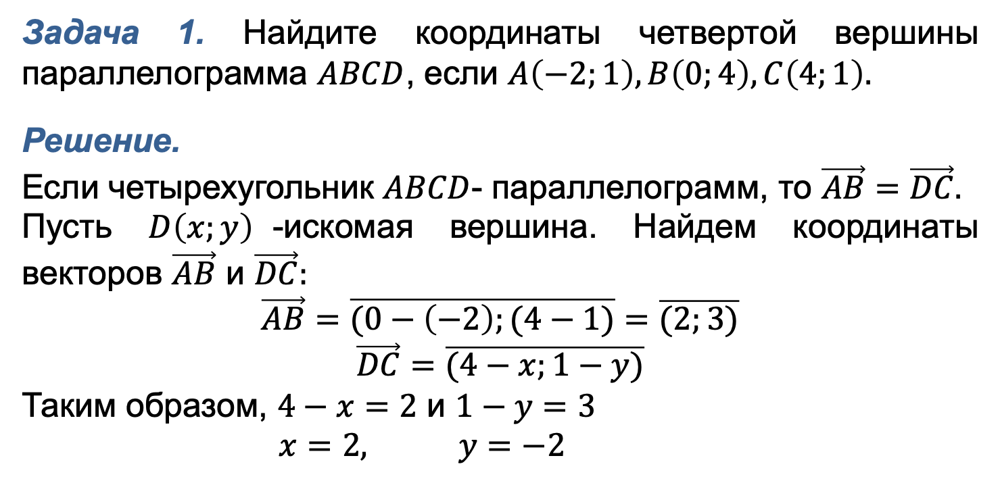 Задача 1. Найдите координаты четвертой вершины
параллелограмма ABCD, если A(−2; 1), B(0; 4), C(4; 1).
Решение.
Если четырехугольник ABCD- параллелограмм, то \overrightarrow{AB} = \overrightarrow{DC}.
Пусть D(x; y) -искомая вершина. Найдем координаты
векторов \overrightarrow{AB} и \overrightarrow{DC}:
\overrightarrow{AB} = \overline{(0 − (−2); (4 − 1)} = \overline{(2; 3)}
\overrightarrow{DC} = \overline{(4 − x; 1 − y)}
Таким образом, 4 − x = 2 и 1 − y = 3
x = 2, y = −2